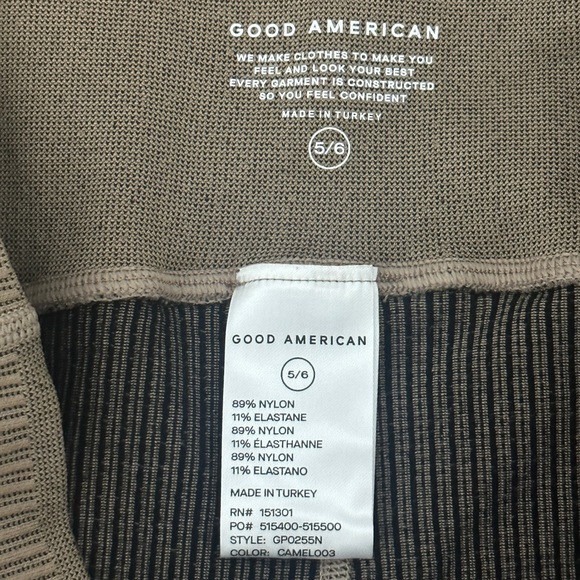 GOOD AMERICAN
WE MAKE CLOTHES TO MAKE YOU
FEEL AND LOOK YOUR BEST
EVERY GARMENT IS CONSTRUCTED
SO YOU FEEL CONFIDENT
MADE IN TURKEY
5/6
GOOD AMERICAN
5/6
89% NYLON
11% ELASTANE
89% NYLON
11% ÉLASTHANNE
89% NYLON
11% ELASTANO
MADE IN TURKEY
RN# 151301
PO# 515400-515500
STYLE: GP0255N
COLOR: CAMEL003